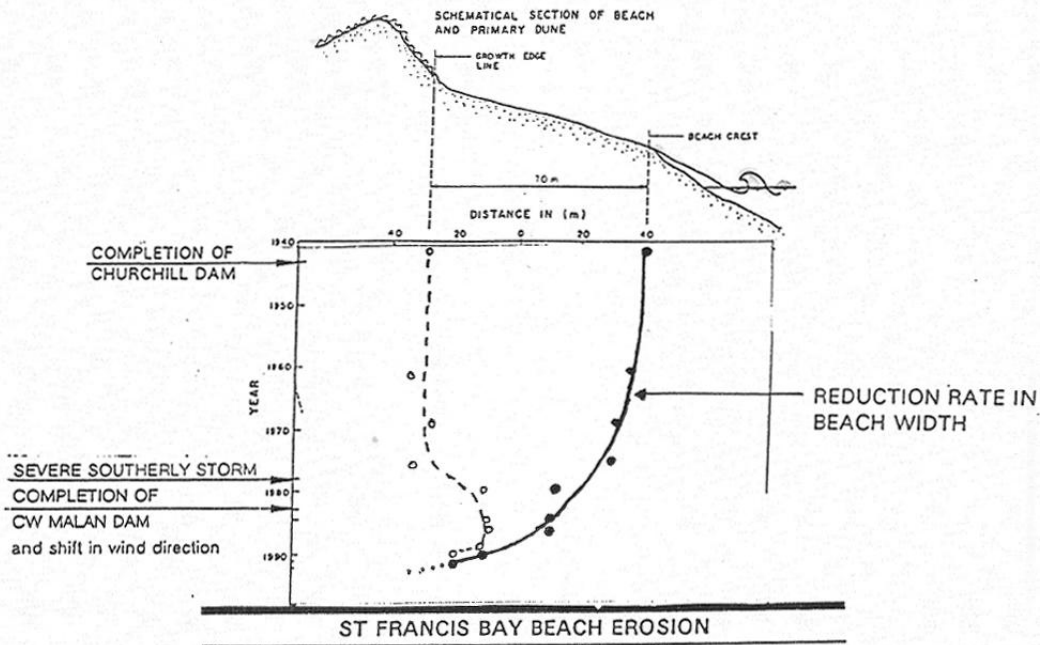 SCHEMATICAL SECTION OF BEACH
AND PRIMARY DUNE
GROWTH EDGE
LINE
BEACH CREST
70 m
DISTANCE IN (m)
40 20 0 20 40
COMPLETION OF
CHURCHILL DAM
YEAR
1940
1950
1960
1970
1980
1990
REDUCTION RATE IN
BEACH WIDTH
SEVERE SOUTHERLY STORM
COMPLETION OF
CW MALAN DAM
and shift in wind direction
ST FRANCIS BAY BEACH EROSION